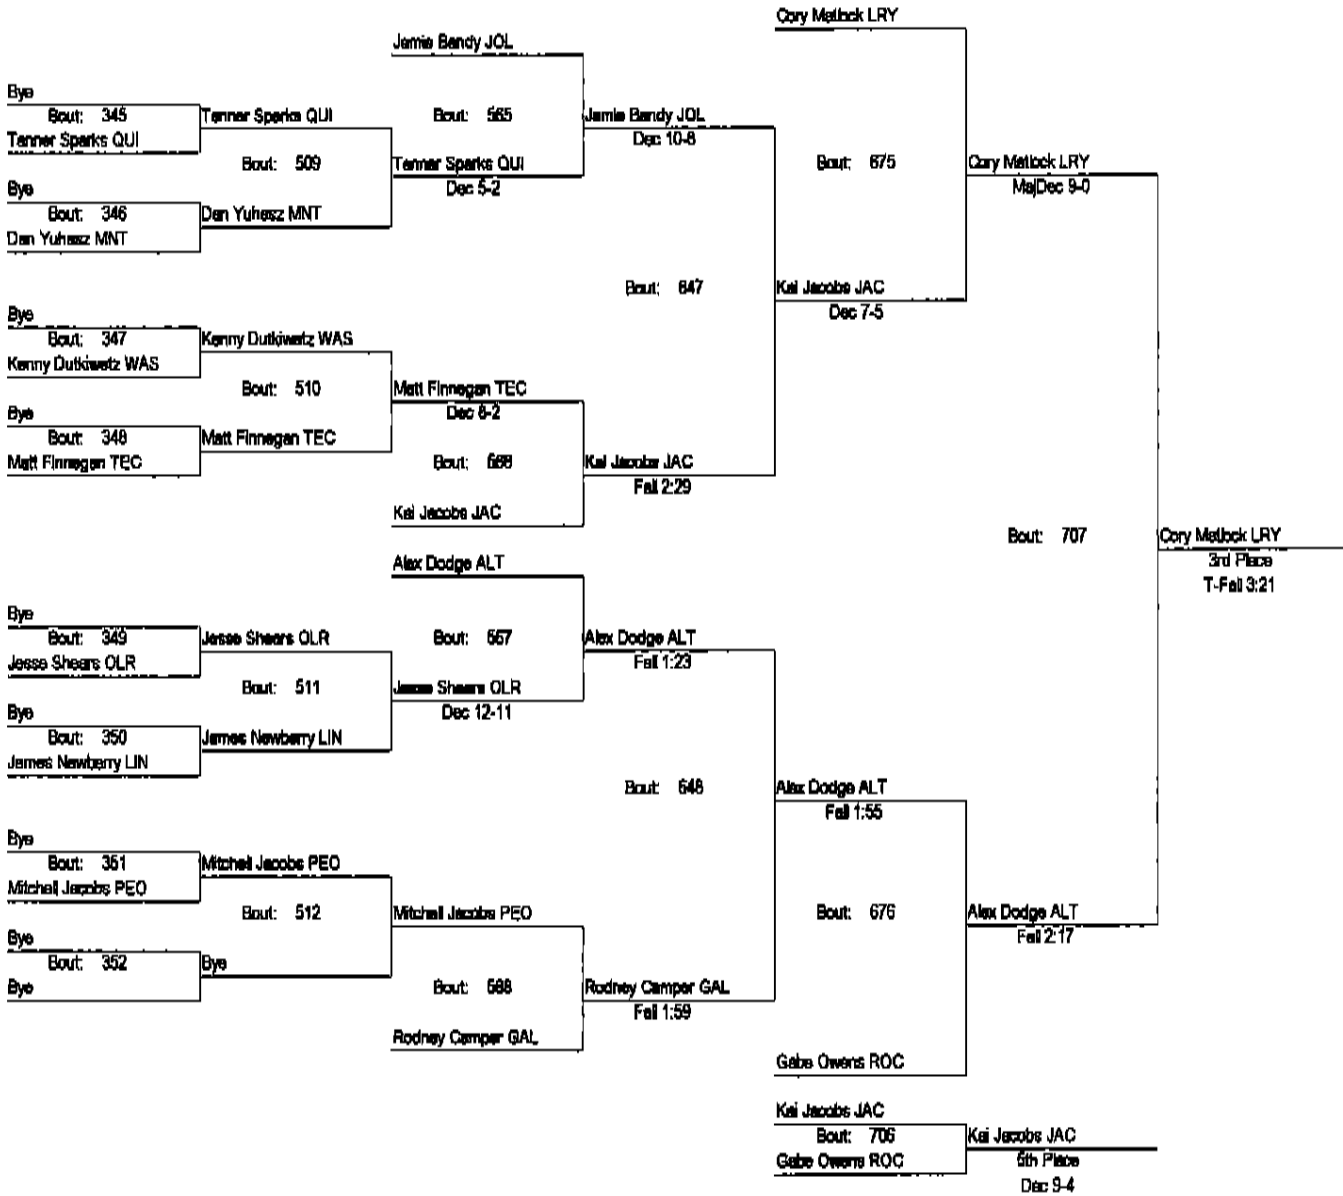 Cory Matlock LRY
Jamie Bandy JOL
Bye
Bout: 345
Tanner Sparks QUI
Tanner Sparks QUI
Bout: 509
Bye
Bout: 346
Dan Yuhasz MNT
Dan Yuhasz MNT
Bout: 565
Tanner Sparks QUI
Dec 5-2
Jamie Bandy JOL
Dec 10-8
Bout: 675
Cory Matlock LRY
MajDec 9-0
Bout: 647
Kai Jacobs JAC
Dec 7-5
Bye
Bout: 347
Kenny Dutkiwatz WAS
Kenny Dutkiwatz WAS
Bout: 510
Bye
Bout: 348
Matt Finnegan TEC
Matt Finnegan TEC
Matt Finnegan TEC
Bout: 566
Kai Jacobs JAC
Kai Jacobs JAC
Fall 2:29
Bout: 707
Cory Matlock LRY
3rd Place
T-Fall 3:21
Alex Dodge ALT
Bye
Bout: 349
Jesse Shears OLR
Jesse Shears OLR
Bout: 511
Bye
Bout: 350
James Newberry LIN
James Newberry LIN
Bout: 567
Jesse Shears OLR
Dec 12-11
Alex Dodge ALT
Fall 1:23
Bout: 648
Alex Dodge ALT
Fall 1:55
Bye
Bout: 351
Mitchell Jacobs PEO
Mitchell Jacobs PEO
Bout: 512
Bye
Bout: 352
Bye
Bye
Mitchell Jacobs PEO
Bout: 568
Rodney Camper GAL
Rodney Camper GAL
Fall 1:59
Bout: 676
Alex Dodge ALT
Fall 2:17
Gabe Owens ROC
Kai Jacobs JAC
Bout: 706
Gabe Owens ROC
Kai Jacobs JAC
5th Place
Dec 9-4